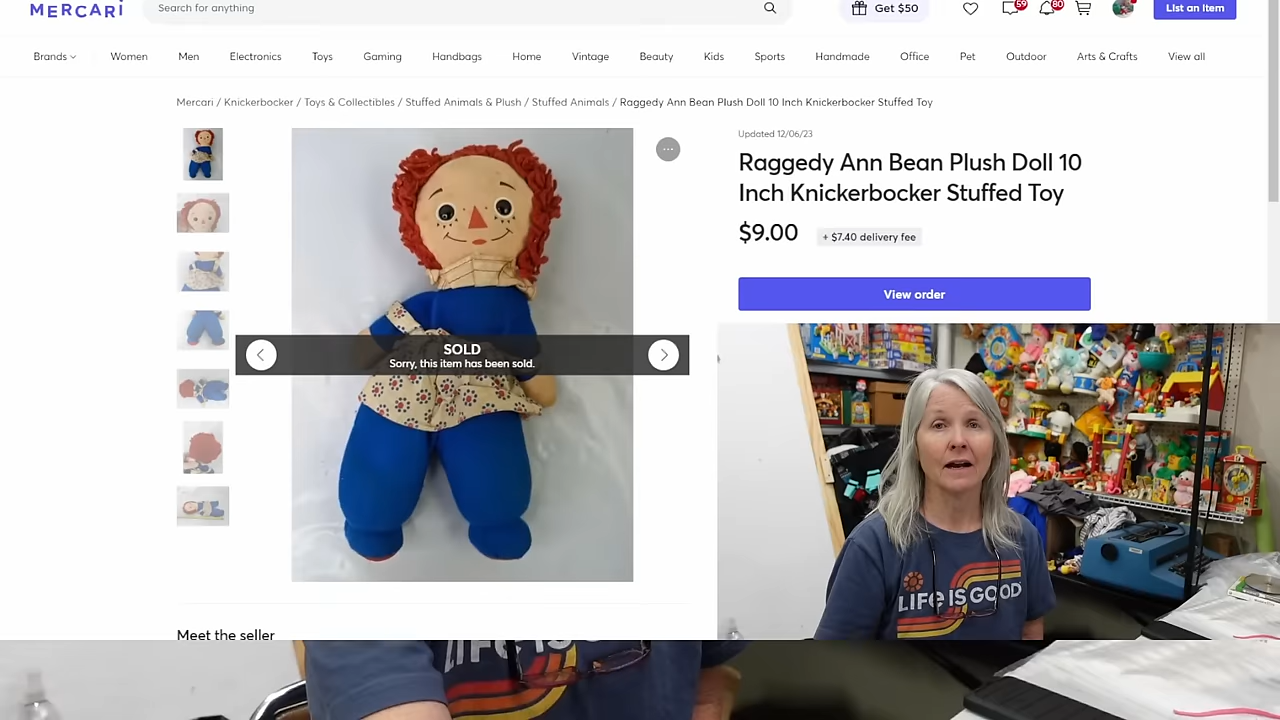 MERCARI
Search for anything
Get $50
59
80
List an item
Brands
Women
Men
Electronics
Toys
Gaming
Handbags
Home
Vintage
Beauty
Kids
Sports
Handmade
Office
Pet
Outdoor
Arts & Crafts
View all
Mercari / Knickerbocker / Toys & Collectibles / Stuffed Animals & Plush / Stuffed Animals / Raggedy Ann Bean Plush Doll 10 Inch Knickerbocker Stuffed Toy
Updated 12/06/23
Raggedy Ann Bean Plush Doll 10
Inch Knickerbocker Stuffed Toy
$9.00
+ $7.40 delivery fee
View order
SOLD
Sorry, this item has been sold.
LIFE IS GOOD
Meet the seller
LIFE IS